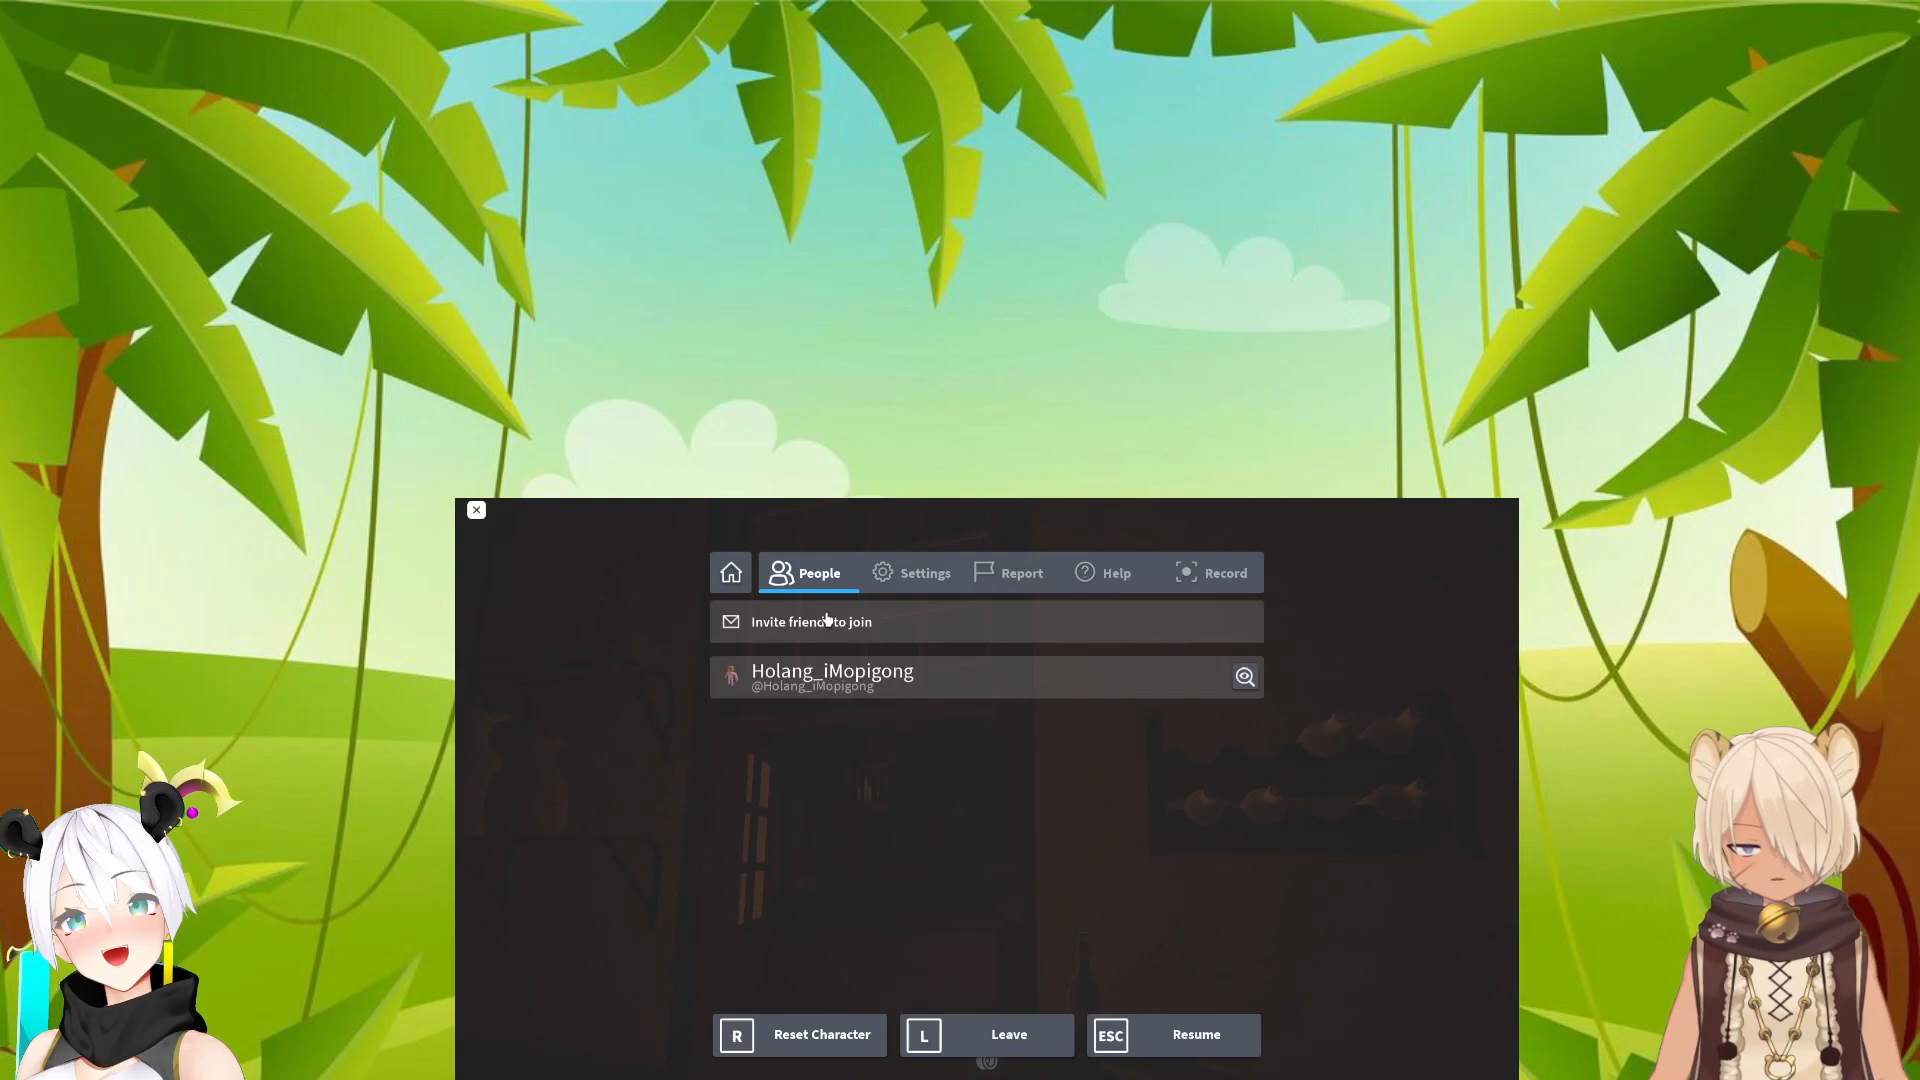 People
Settings
Report
Help
Record
Invite friends to join
Holang_iMopigong
@Holang_iMopigong
R Reset Character
L Leave
ESC Resume